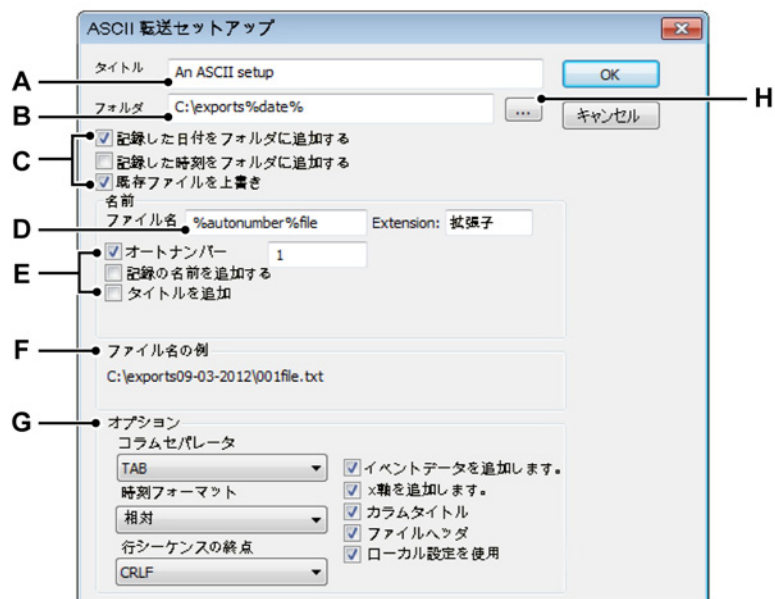 ASCII 転送セットアップ
A タイトル An ASCII setup OK
B フォルダ C:\exports%date% ... キャンセル H
C 記録した日付をフォルダに追加する
記録した時刻をフォルダに追加する
既存ファイルを上書き
名前
D ファイル名 %autonumber%file Extension: 拡張子
E オートナンバー 1
記録の名前を追加する
タイトルを追加
F ファイル名の例
C:\exports09-03-2012\001file.txt
G オプション
コラムセパレータ
TAB イベントデータを追加します。
時刻フォーマット x軸を追加します。
相対 カラムタイトル
ファイルヘッダ
行シーケンスの終点 ローカル設定を使用
CRLF